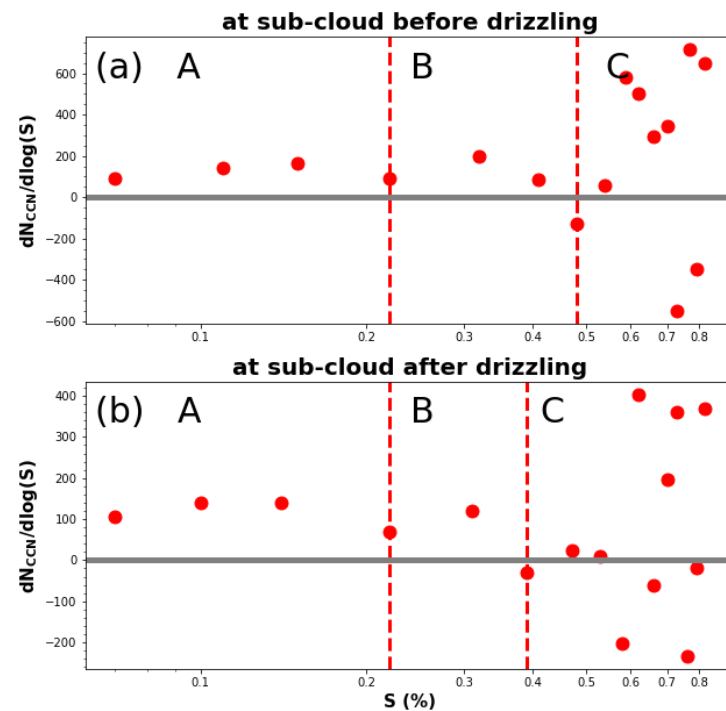 at sub-cloud before drizzling
(a) A B C
dN_CCN/dlog(S)
600
400
200
0
−200
−400
−600
0.1 0.2 0.3 0.4 0.5 0.6 0.7 0.8
at sub-cloud after drizzling
(b) A B C
dN_CCN/dlog(S)
400
300
200
100
0
−100
−200
0.1 0.2 0.3 0.4 0.5 0.6 0.7 0.8
S (%)